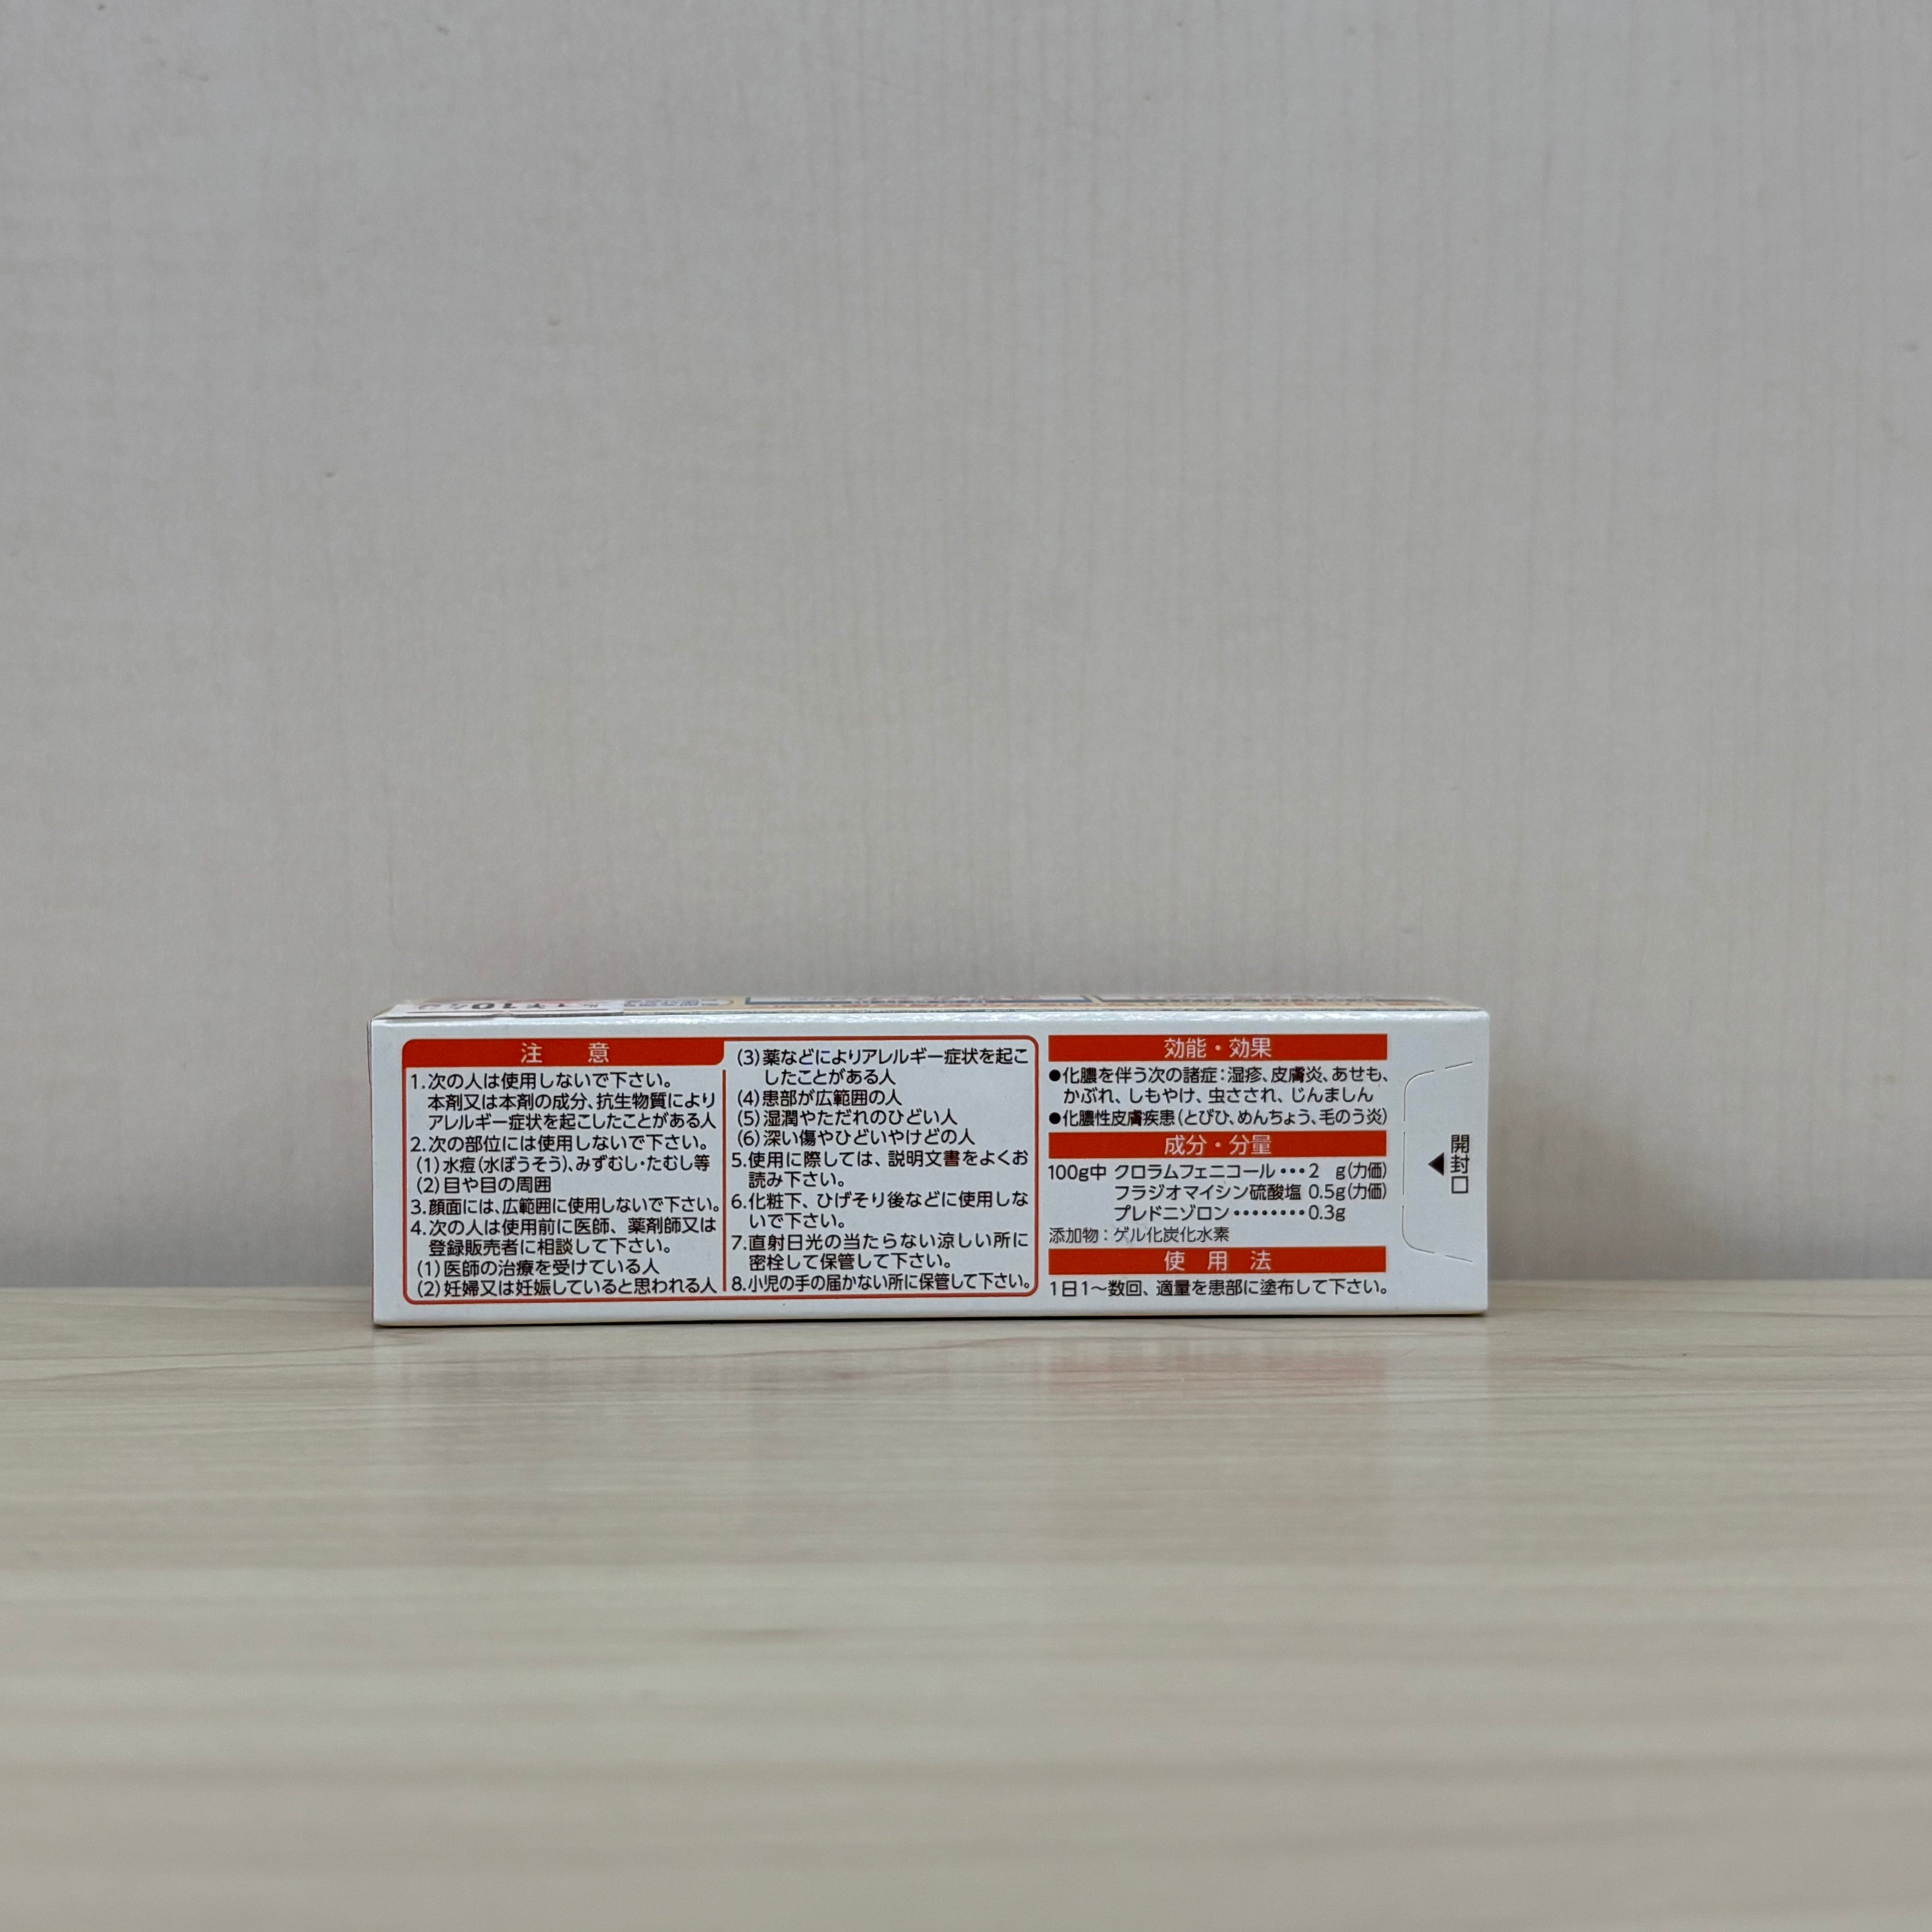 注 意
1.次の人は使用しないで下さい。
本剤又は本剤の成分、抗生物質により
アレルギー症状を起こしたことがある人
2.次の部位には使用しないで下さい。
(1)水痘(水ぼうそう)、みずむし・たむし等
(2)目や目の周囲
3.顔面には、広範囲に使用しないで下さい。
4.次の人は使用前に医師、薬剤師又は
登録販売者に相談して下さい。
(1)医師の治療を受けている人
(2)妊婦又は妊娠していると思われる人
(3)薬などによりアレルギー症状を起こ
したことがある人
(4)患部が広範囲の人
(5)湿潤やただれのひどい人
(6)深い傷やひどいやけどの人
5.使用に際しては、説明文書をよくお
読み下さい。
6.化粧下、ひげそり後などに使用しな
いで下さい。
7.直射日光の当たらない涼しい所に
密栓して保管して下さい。
8.小児の手の届かない所に保管して下さい。
効能・効果
●化膿を伴う次の諸症：湿疹、皮膚炎、あせも、
かぶれ、しもやけ、虫さされ、じんましん
●化膿性皮膚疾患(とびひ、めんちょう、毛のう炎)
成分・分量
100g中 クロラムフェニコール・・・2 g(力価)
フラジオマイシン硫酸塩 0.5g(力価)
プレドニゾロン・・・・・・・・0.3g
添加物：ゲル化炭化水素
使 用 法
1日1～数回、適量を患部に塗布して下さい。
◀開封口